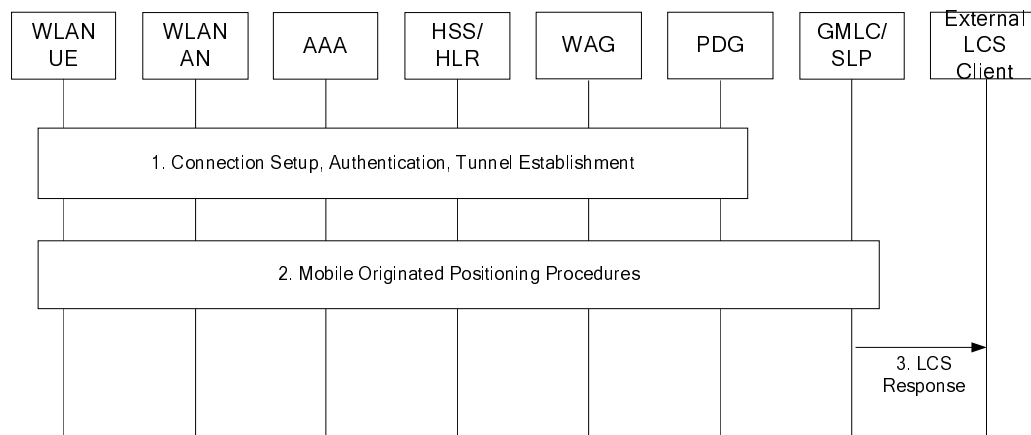 WLAN
UE
WLAN
AN
AAA
HSS/
HLR
WAG
PDG
GMLC/
SLP
External
LCS
Client
1. Connection Setup, Authentication, Tunnel Establishment
2. Mobile Originated Positioning Procedures
3. LCS
Response